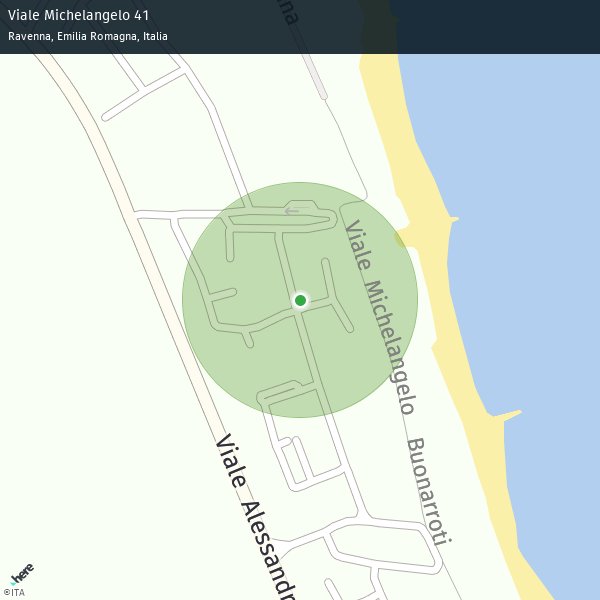 Viale Michelangelo 41
Ravenna, Emilia Romagna, Italia
Viale Michelangelo Buonarroti
Viale Alessandr
here
©ITA